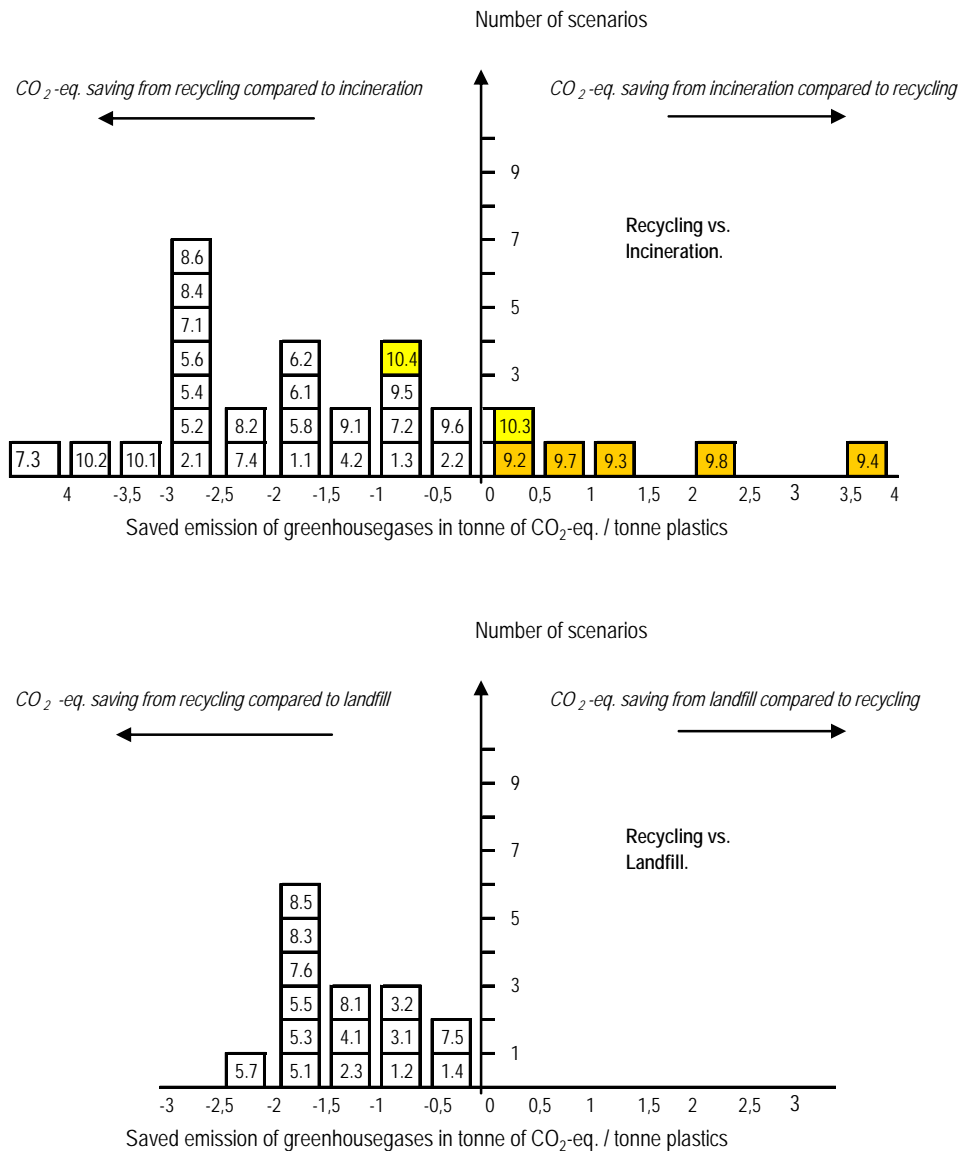 Number of scenarios
CO2-eq. saving from recycling compared to incineration
CO2-eq. saving from incineration compared to recycling
9
Recycling vs.
Incineration.
7
8.6
8.4
5
7.1
5.6 6.2 10.4
3
5.4 6.1 9.5
5.2 8.2 5.8 9.1 7.2 9.6 10.3
7.3 10.2 10.1 2.1 7.4 1.1 4.2 1.3 2.2 9.2 9.7 9.3 9.8 9.4
4 -3,5 -3 -2,5 -2 -1,5 -1 -0,5 0 0,5 1 1,5 2 2,5 3 3,5 4
Saved emission of greenhousegases in tonne of CO2-eq. / tonne plastics
Number of scenarios
CO2 -eq. saving from recycling compared to landfill
CO2-eq. saving from landfill compared to recycling
9
Recycling vs.
Landfill.
7
8.5
5
8.3
7.6
3
5.5 8.1 3.2
5.3 4.1 3.1 7.5
1
5.7 5.1 2.3 1.2 1.4
-3 -2,5 -2 -1,5 -1 -0,5 0 0,5 1 1,5 2 2,5 3
Saved emission of greenhousegases in tonne of CO2-eq. / tonne plastics